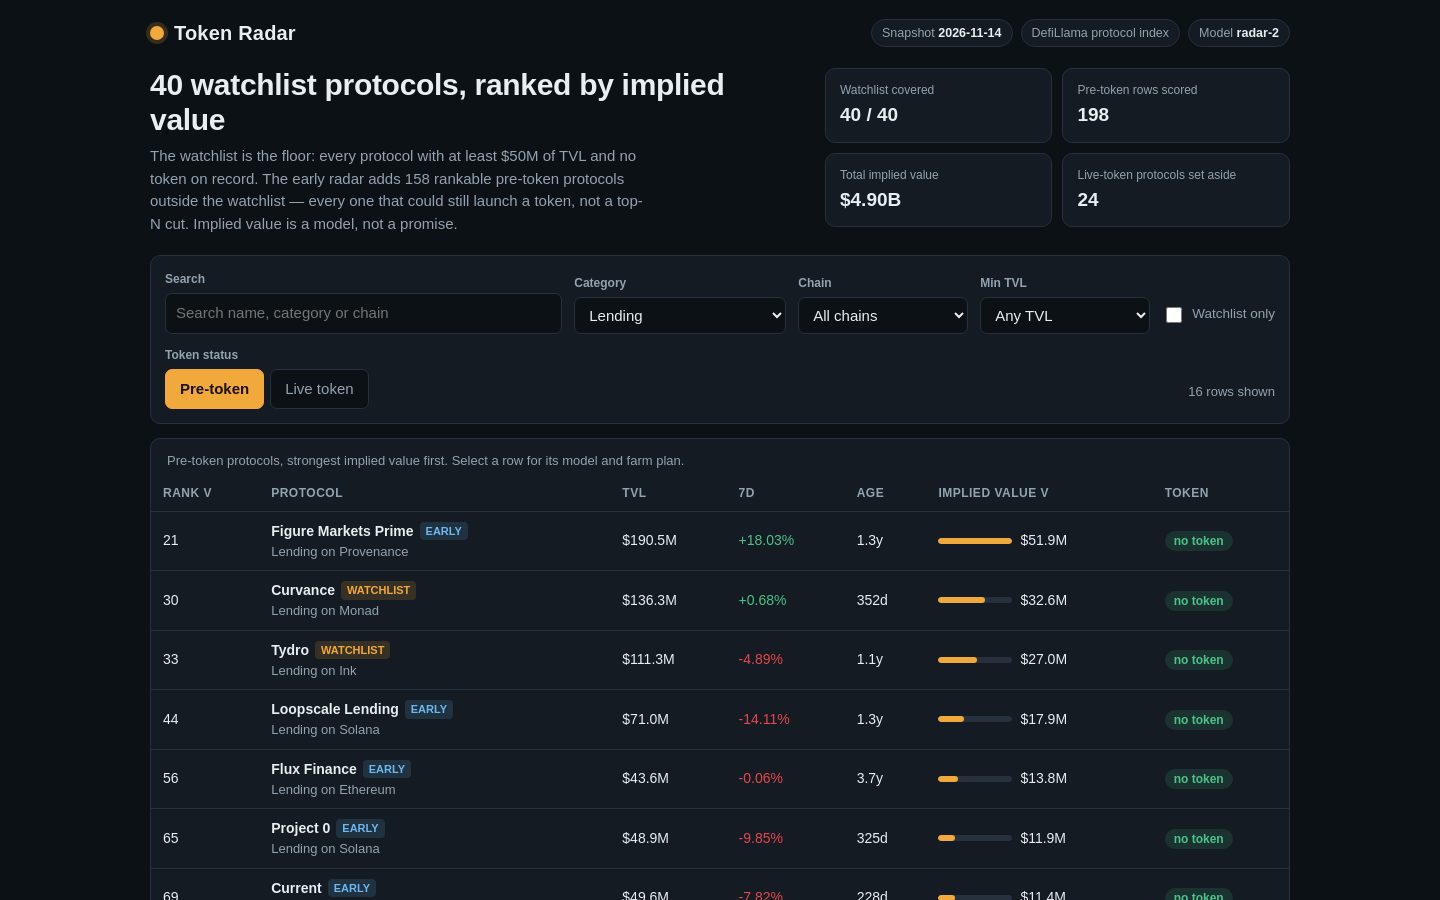 Token Radar
Snapshot 2026-11-14
DefiLlama protocol index
Model radar-2
40 watchlist protocols, ranked by implied
value
The watchlist is the floor: every protocol with at least $50M of TVL and no
token on record. The early radar adds 158 rankable pre-token protocols
outside the watchlist — every one that could still launch a token, not a top-
N cut. Implied value is a model, not a promise.
Watchlist covered
40 / 40
Pre-token rows scored
198
Total implied value
$4.90B
Live-token protocols set aside
24
Search
Search name, category or chain
Category
Lending
Chain
All chains
Min TVL
Any TVL
Watchlist only
Token status
Pre-token
Live token
16 rows shown
Pre-token protocols, strongest implied value first. Select a row for its model and farm plan.
RANK V PROTOCOL TVL 7D AGE IMPLIED VALUE V TOKEN
21 Figure Markets Prime EARLY $190.5M +18.03% 1.3y $51.9M no token
Lending on Provenance
30 Curvance WATCHLIST $136.3M +0.68% 352d $32.6M no token
Lending on Monad
33 Tydro WATCHLIST $111.3M -4.89% 1.1y $27.0M no token
Lending on Ink
44 Loopscale Lending EARLY $71.0M -14.11% 1.3y $17.9M no token
Lending on Solana
56 Flux Finance EARLY $43.6M -0.06% 3.7y $13.8M no token
Lending on Ethereum
65 Project 0 EARLY $48.9M -9.85% 325d $11.9M no token
Lending on Solana
69 Current EARLY $49.6M -7.82% 228d $11.4M no token